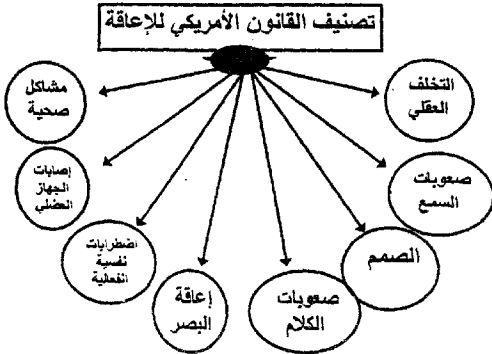 تصنيف القانون الأمريكي للإعاقة
التخلف
العقلي
صعوبات
السمع
الصمم
صعوبات
الكلام
إعاقة
البصر
اضطرابات
نفسية
انفعالية
إصابات
الجهاز
العضلي
مشاكل
صحية